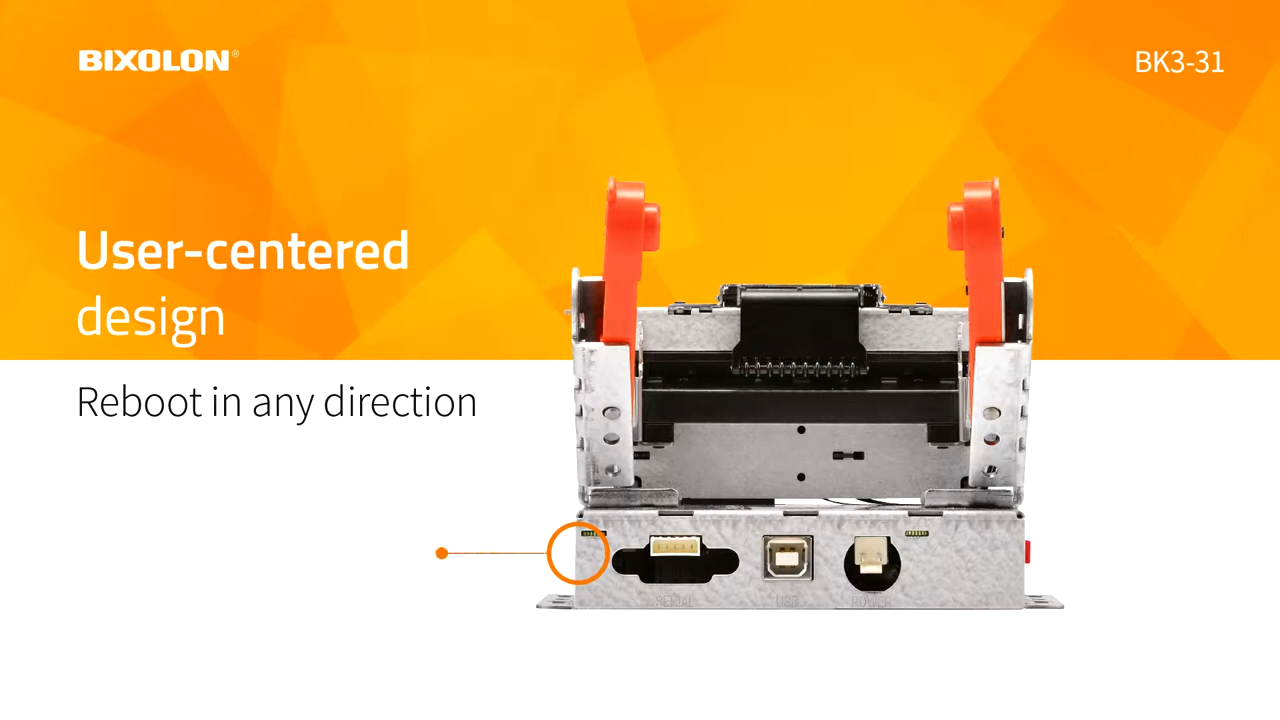 BIXOLON®
BK3-31
User-centered
design
Reboot in any direction
SERIAL
USB
POWER